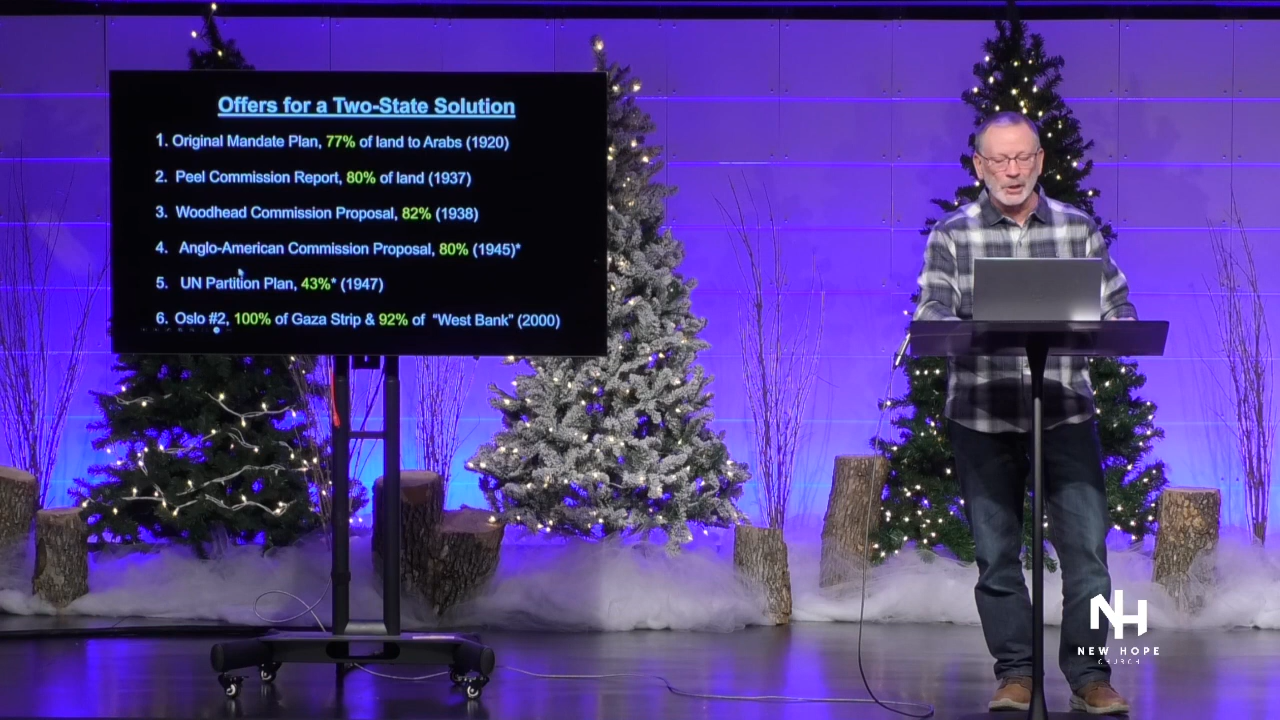 Offers for a Two-State Solution
1. Original Mandate Plan, 77% of land to Arabs (1920)
2. Peel Commission Report, 80% of land (1937)
3. Woodhead Commission Proposal, 82% (1938)
4. Anglo-American Commission Proposal, 80% (1945)*
5. UN Partition Plan, 43%* (1947)
6. Oslo #2, 100% of Gaza Strip & 92% of "West Bank" (2000)
NH
NEW HOPE
CHURCH